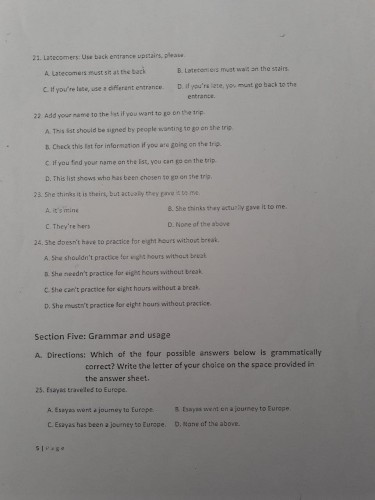 21. Latecomers: Use back entrance upstairs, please.
A. Latecomers must sit at the back    B. Latecomers must wait on the stairs.
C. If you're late, use a different entrance.    D. If you're late, you must go back to the
entrance.
22. Add your name to the list if you want to go on the trip.
A. This list should be signed by people wanting to go on the trip.
B. Check this list for information if you are going on the trip.
C. If you find your name on the list, you can go on the trip.
D. This list shows who has been chosen to go on the trip.
23. She thinks it is theirs, but actually they gave it to me.
A. It's mine    B. She thinks they actually gave it to me.
C. They're hers    D. None of the above
24. She doesn't have to practice for eight hours without break.
A. She shouldn't practice for eight hours without break
B. She needn't practice for eight hours without break.
C. She can't practice for eight hours without a break.
D. She mustn't practice for eight hours without practice.
Section Five: Grammar and usage
A. Directions: Which of the four possible answers below is grammatically
correct? Write the letter of your choice on the space provided in
the answer sheet.
25. Esayas travelled to Europe.
A. Esayas went a journey to Europe.    B. Esayas went on a journey to Europe.
C. Esayas has been a journey to Europe.    D. None of the above.
5 | Page